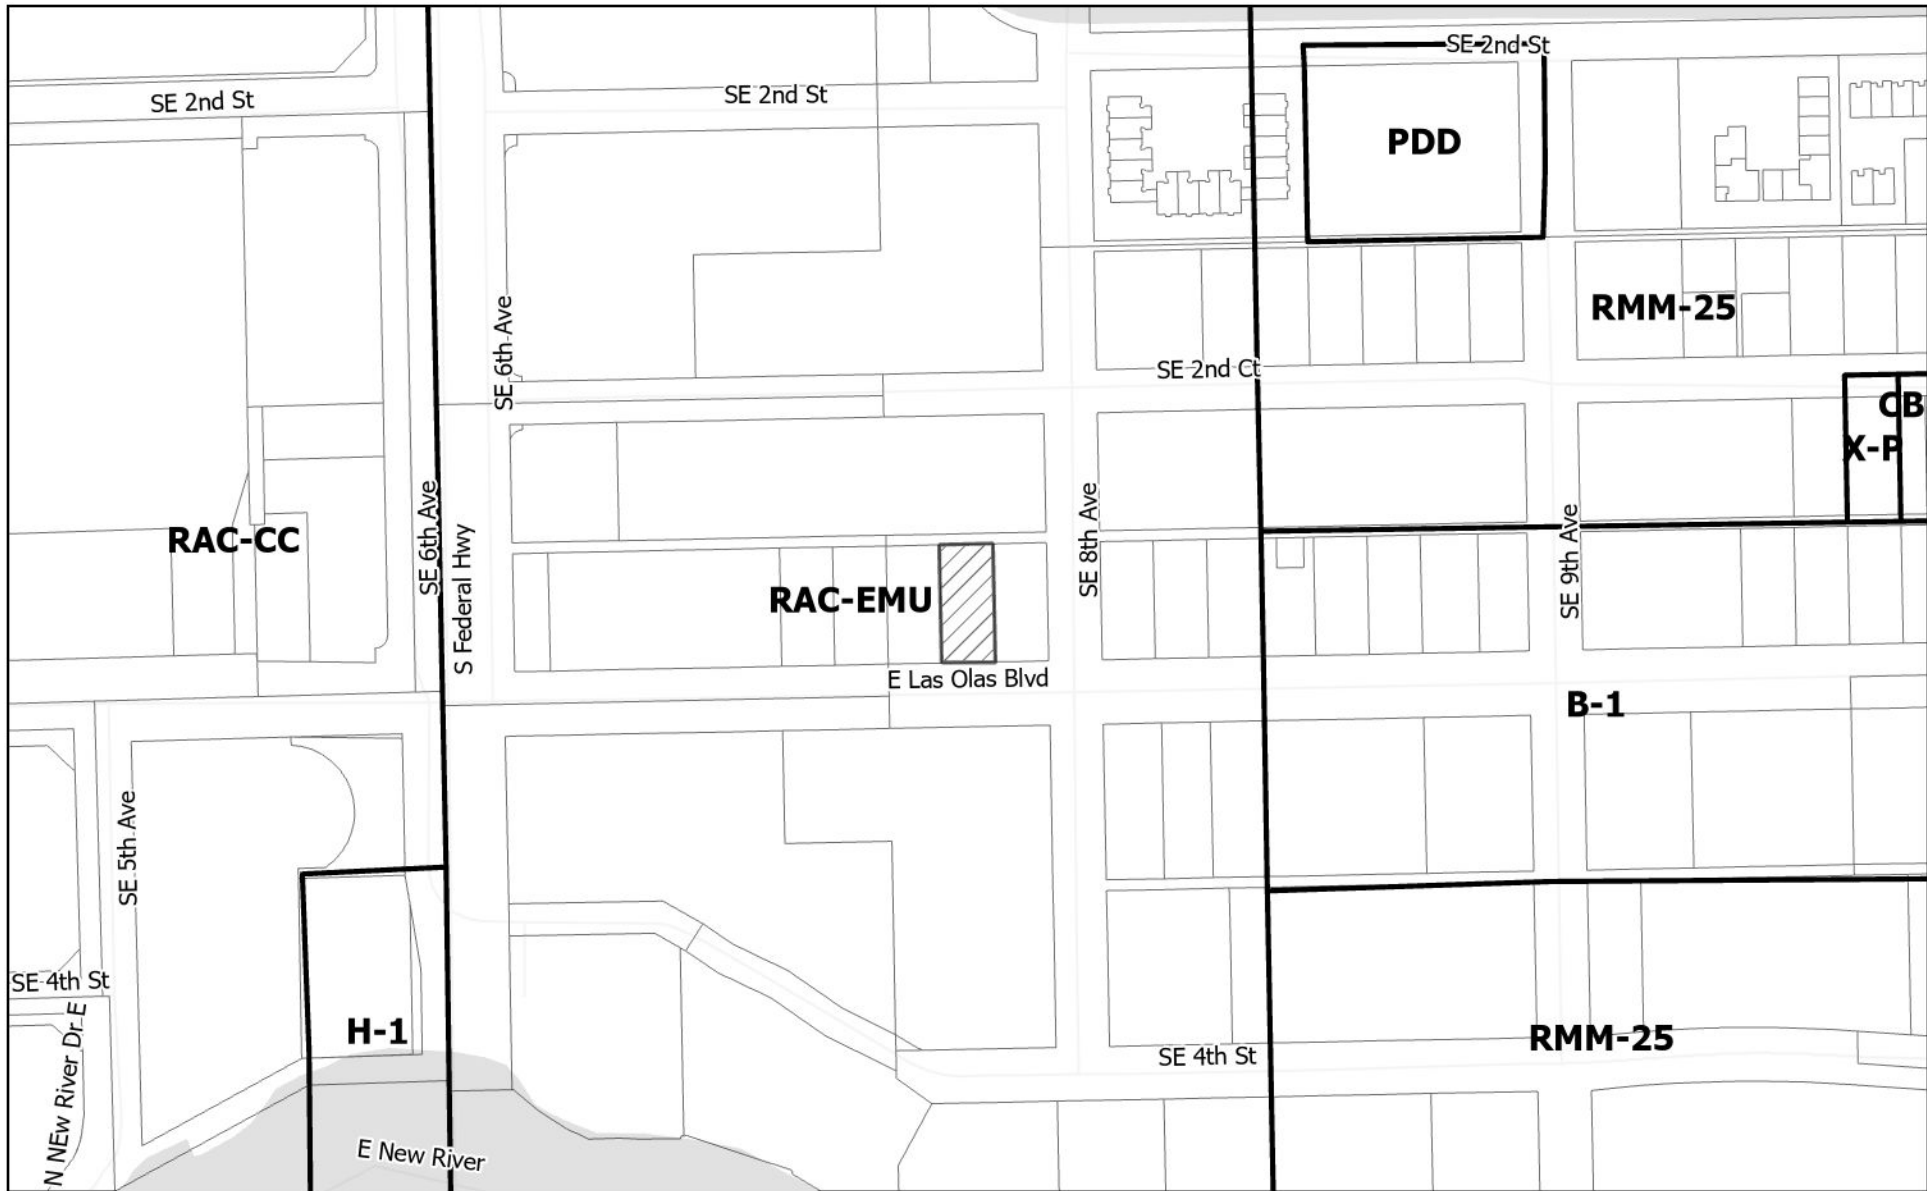 SE 2nd St
SE 2nd St
SE 2nd St
PDD
RMM-25
SE 6th Ave
SE 2nd Ct
CB
X-P
SE 6th Ave
S Federal Hwy
SE 8th Ave
SE 9th Ave
RAC-CC
RAC-EMU
E Las Olas Blvd
B-1
SE 5th Ave
SE 4th St
N NEw River Dr E
H-1
RMM-25
SE 4th St
E New River